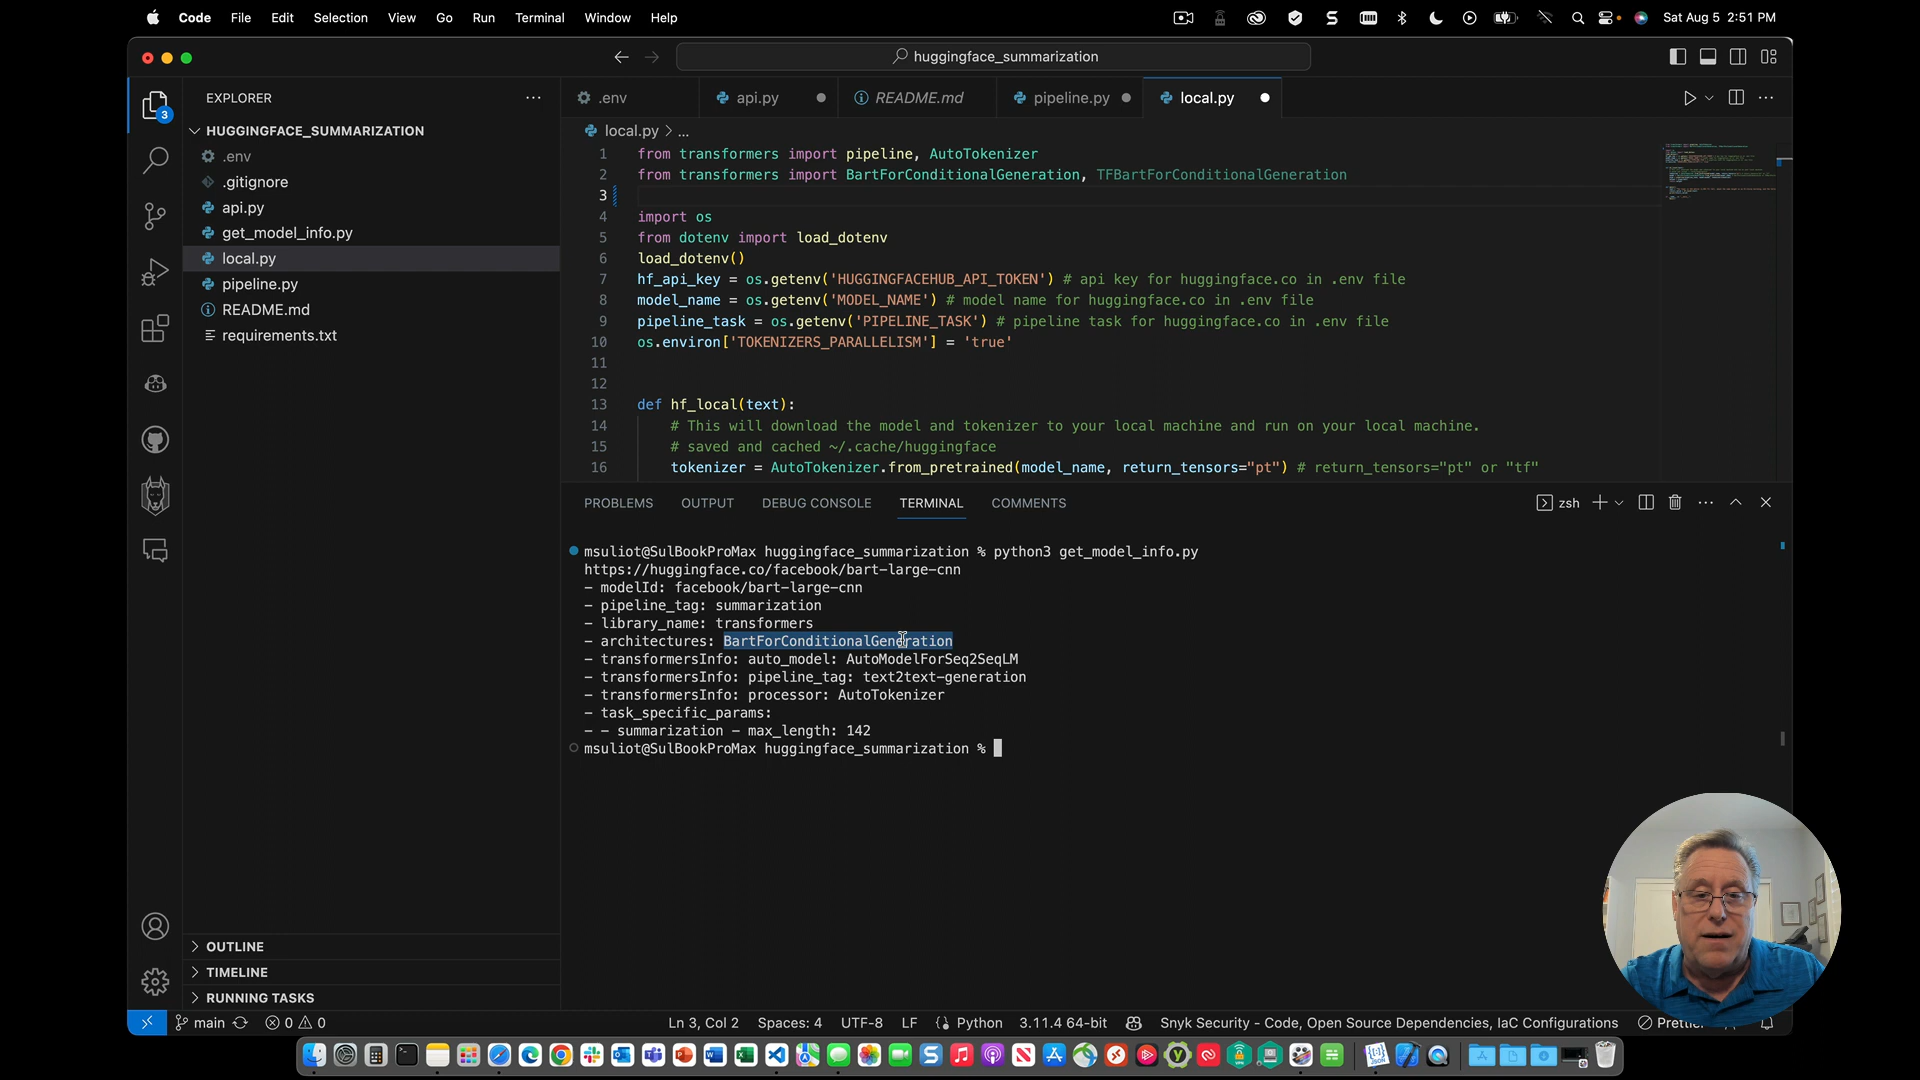 Code File Edit Selection View Go Run Terminal Window Help
Sat Aug 5 2:51 PM
huggingface_summarization
EXPLORER
HUGGINGFACE_SUMMARIZATION
.env
.gitignore
api.py
get_model_info.py
local.py
pipeline.py
README.md
requirements.txt
3
OUTLINE
TIMELINE
RUNNING TASKS
.env api.py README.md pipeline.py local.py
local.py > ...
1 from transformers import pipeline, AutoTokenizer
2 from transformers import BartForConditionalGeneration, TFBartForConditionalGeneration
3
4 import os
5 from dotenv import load_dotenv
6 load_dotenv()
7 hf_api_key = os.getenv('HUGGINGFACEHUB_API_TOKEN') # api key for huggingface.co in .env file
8 model_name = os.getenv('MODEL_NAME') # model name for huggingface.co in .env file
9 pipeline_task = os.getenv('PIPELINE_TASK') # pipeline task for huggingface.co in .env file
10 os.environ['TOKENIZERS_PARALLELISM'] = 'true'
11
12
13 def hf_local(text):
14 # This will download the model and tokenizer to your local machine and run on your local machine.
15 # saved and cached ~/.cache/huggingface
16 tokenizer = AutoTokenizer.from_pretrained(model_name, return_tensors="pt") # return_tensors="pt" or "tf"
PROBLEMS OUTPUT DEBUG CONSOLE TERMINAL COMMENTS
zsh
msuliot@SulBookProMax huggingface_summarization % python3 get_model_info.py
https://huggingface.co/facebook/bart-large-cnn
- modelId: facebook/bart-large-cnn
- pipeline_tag: summarization
- library_name: transformers
- architectures: BartForConditionalGeneration
- transformersInfo: auto_model: AutoModelForSeq2SeqLM
- transformersInfo: pipeline_tag: text2text-generation
- transformersInfo: processor: AutoTokenizer
- task_specific_params:
- - summarization - max_length: 142
msuliot@SulBookProMax huggingface_summarization %
main 0 0 Ln 3, Col 2 Spaces: 4 UTF-8 LF Python 3.11.4 64-bit Snyk Security - Code, Open Source Dependencies, IaC Configurations